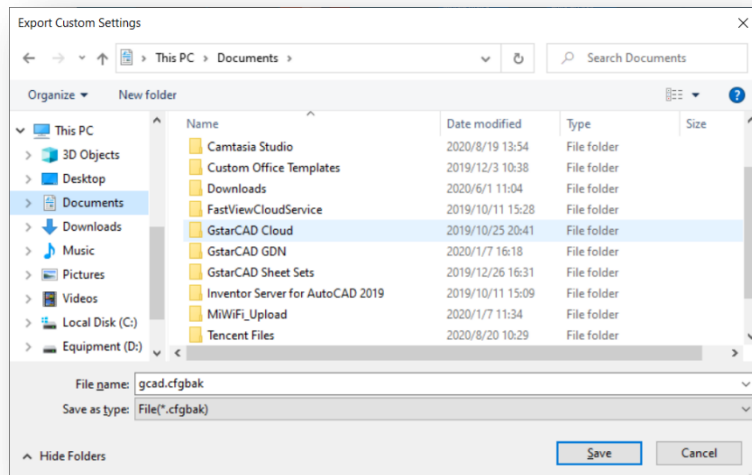 Export Custom Settings
This PC > Documents >
Search Documents
Organize
New folder
?
Name Date modified Type Size
This PC
3D Objects
Desktop
Documents
Downloads
Music
Pictures
Videos
Local Disk (C:)
Equipment (D:)
Camtasia Studio 2020/8/19 13:54 File folder
Custom Office Templates 2019/12/3 10:38 File folder
Downloads 2020/6/1 11:04 File folder
FastViewCloudService 2019/10/11 15:28 File folder
GstarCAD Cloud 2019/10/25 20:41 File folder
GstarCAD GDN 2020/1/7 16:18 File folder
GstarCAD Sheet Sets 2019/12/26 16:31 File folder
Inventor Server for AutoCAD 2019 2019/10/11 15:09 File folder
MiWiFi_Upload 2020/1/7 11:34 File folder
Tencent Files 2020/8/20 10:29 File folder
File name: gcad.cfgbak
Save as type: File(*.cfgbak)
Hide Folders
Save
Cancel